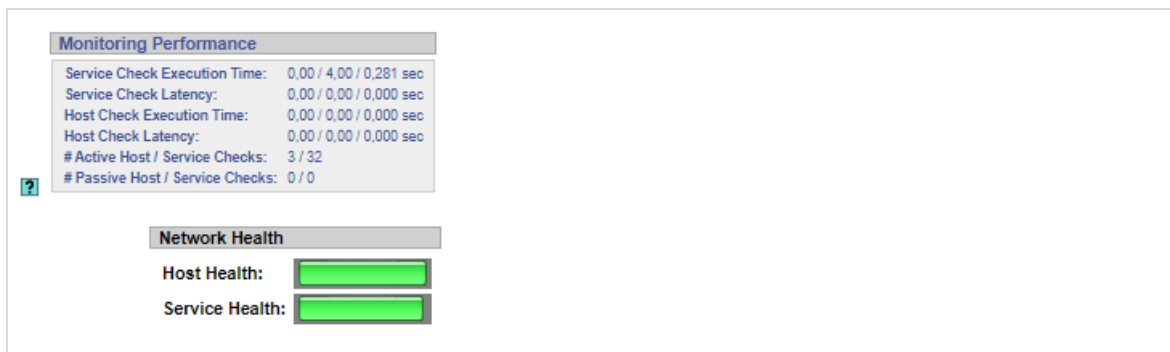 Monitoring Performance
Service Check Execution Time: 0,00 / 4,00 / 0,281 sec
Service Check Latency: 0,00 / 0,00 / 0,000 sec
Host Check Execution Time: 0,00 / 0,00 / 0,000 sec
Host Check Latency: 0,00 / 0,00 / 0,000 sec
# Active Host / Service Checks: 3 / 32
# Passive Host / Service Checks: 0 / 0
?
Network Health
Host Health:
Service Health: